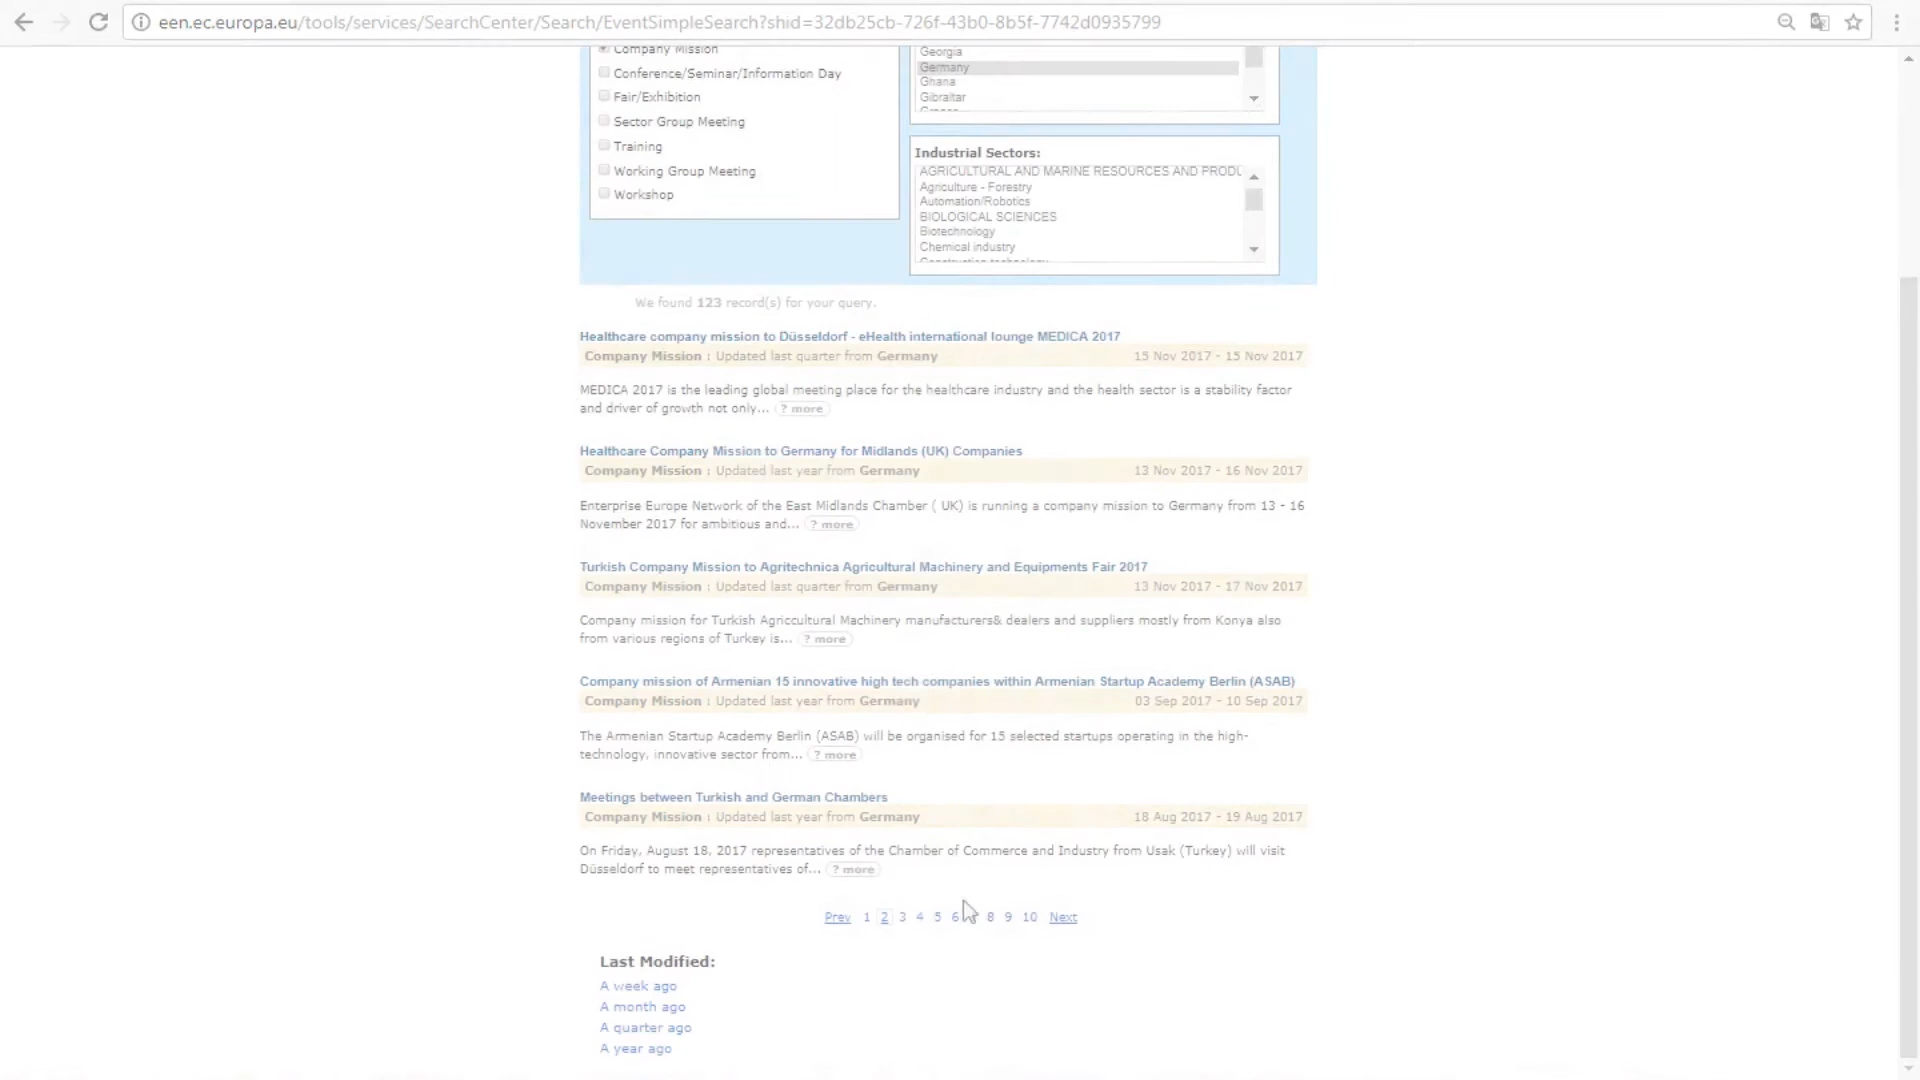 een.ec.europa.eu/tools/services/SearchCenter/Search/EventSimpleSearch?shid=32db25cb-726f-43b0-8b5f-7742d0935799
Company Mission
Conference/Seminar/Information Day
Fair/Exhibition
Sector Group Meeting
Training
Working Group Meeting
Workshop
Georgia
Germany
Ghana
Gibraltar
Industrial Sectors:
AGRICULTURAL AND MARINE RESOURCES AND PRODU
Agriculture - Forestry
Automation/Robotics
BIOLOGICAL SCIENCES
Biotechnology
Chemical industry
We found 123 record(s) for your query.
Healthcare company mission to Düsseldorf - eHealth international lounge MEDICA 2017
Company Mission : Updated last quarter from Germany 15 Nov 2017 - 15 Nov 2017
MEDICA 2017 is the leading global meeting place for the healthcare industry and the health sector is a stability factor
and driver of growth not only... ? more
Healthcare Company Mission to Germany for Midlands (UK) Companies
Company Mission : Updated last year from Germany 13 Nov 2017 - 16 Nov 2017
Enterprise Europe Network of the East Midlands Chamber ( UK) is running a company mission to Germany from 13 - 16
November 2017 for ambitious and... ? more
Turkish Company Mission to Agritechnica Agricultural Machinery and Equipments Fair 2017
Company Mission : Updated last quarter from Germany 13 Nov 2017 - 17 Nov 2017
Company mission for Turkish Agriccultural Machinery manufacturers& dealers and suppliers mostly from Konya also
from various regions of Turkey is... ? more
Company mission of Armenian 15 innovative high tech companies within Armenian Startup Academy Berlin (ASAB)
Company Mission : Updated last year from Germany 03 Sep 2017 - 10 Sep 2017
The Armenian Startup Academy Berlin (ASAB) will be organised for 15 selected startups operating in the high-
technology, innovative sector from... ? more
Meetings between Turkish and German Chambers
Company Mission : Updated last year from Germany 18 Aug 2017 - 19 Aug 2017
On Friday, August 18, 2017 representatives of the Chamber of Commerce and Industry from Usak (Turkey) will visit
Düsseldorf to meet representatives of... ? more
Prev 1 2 3 4 5 6 8 9 10 Next
Last Modified:
A week ago
A month ago
A quarter ago
A year ago